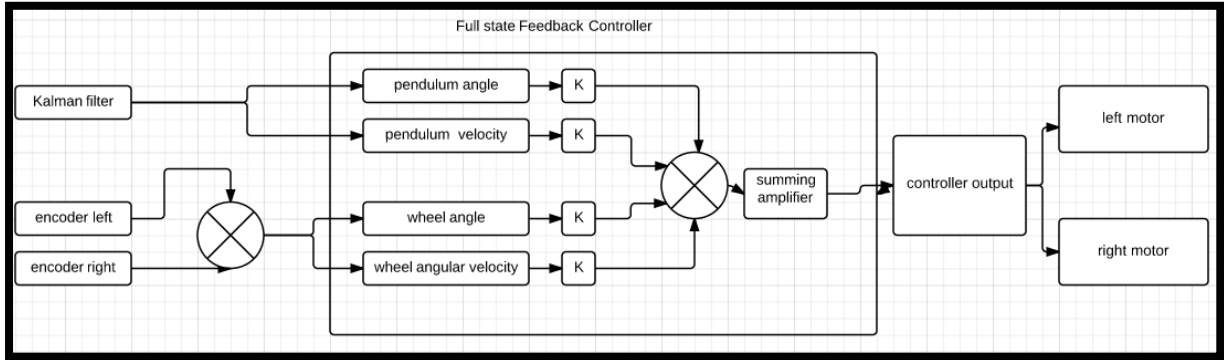 Full state Feedback Controller
Kalman filter
pendulum angle
K
pendulum velocity
K
encoder left
encoder right
wheel angle
K
wheel angular velocity
K
summing
amplifier
controller output
left motor
right motor